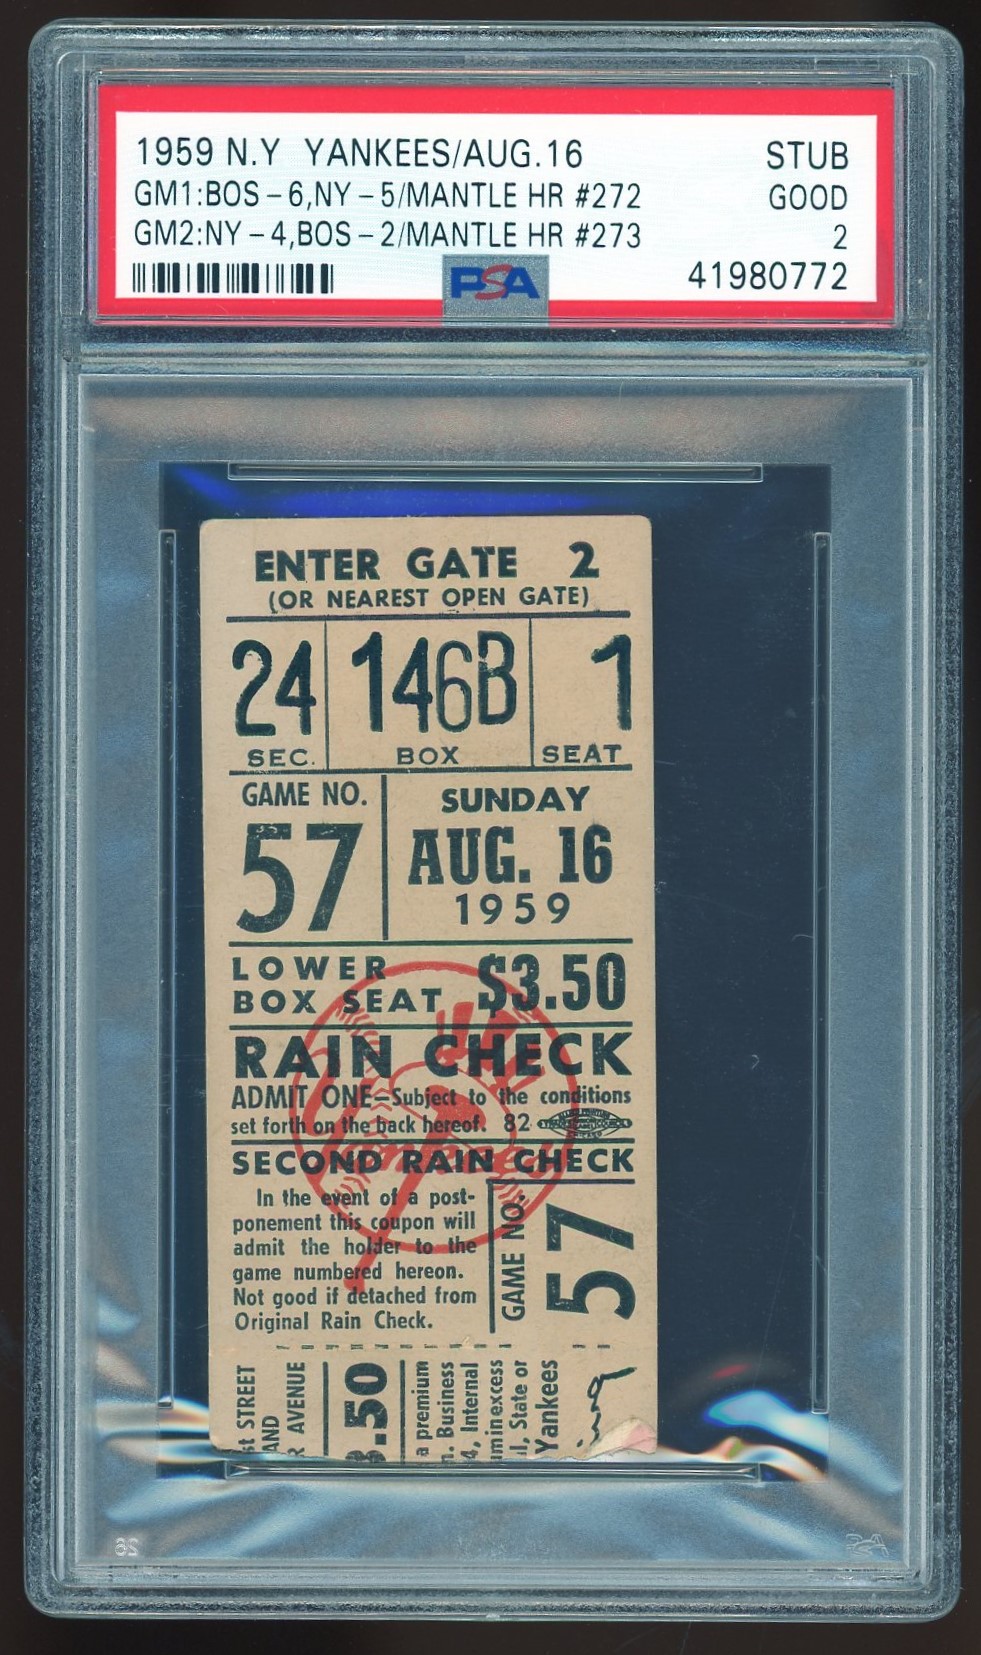 1959 N.Y YANKEES/AUG.16 STUB
GM1:BOS-6,NY-5/MANTLE HR #272 GOOD
GM2:NY-4,BOS-2/MANTLE HR #273 2
PSA 41980772
ENTER GATE 2
(OR NEAREST OPEN GATE)
24 146B 1
SEC. BOX SEAT
GAME NO. SUNDAY
57 AUG. 16
1959
LOWER
BOX SEAT $3.50
RAIN CHECK
ADMIT ONE—Subject to the conditions
set forth on the back hereof. 82
SECOND RAIN CHECK
In the event of a post-
ponement this coupon will
admit the holder to the
game numbered hereon.
Not good if detached from
Original Rain Check.
GAME NO. 57
STREET
AND
AVENUE
.50
a premium
Business
Internal
in excess
State or
Yankees